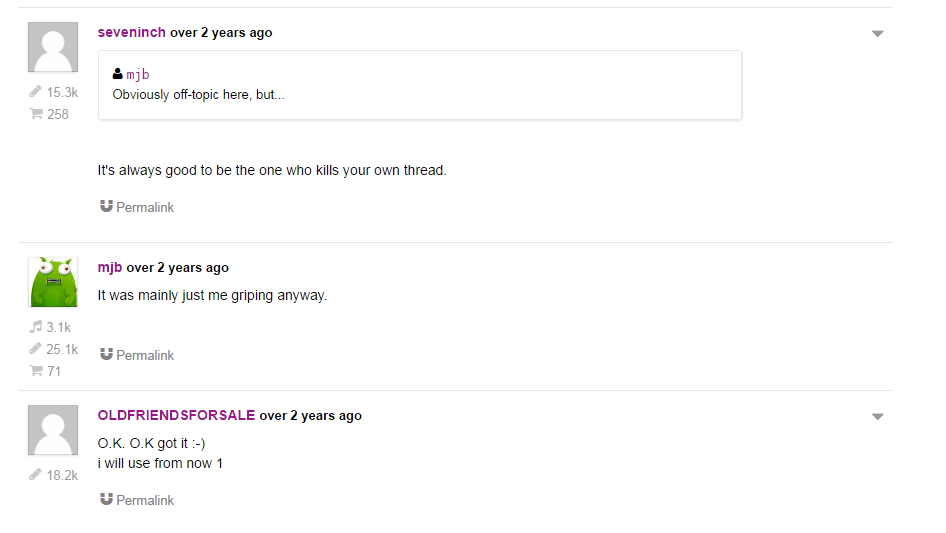 seveninch over 2 years ago
mjb
Obviously off-topic here, but...
15.3k
258
It's always good to be the one who kills your own thread.
Permalink
mjb over 2 years ago
It was mainly just me griping anyway.
3.1k
25.1k
Permalink
71
OLDFRIENDSFORSALE over 2 years ago
O.K. O.K got it :-)
i will use from now 1
18.2k
Permalink